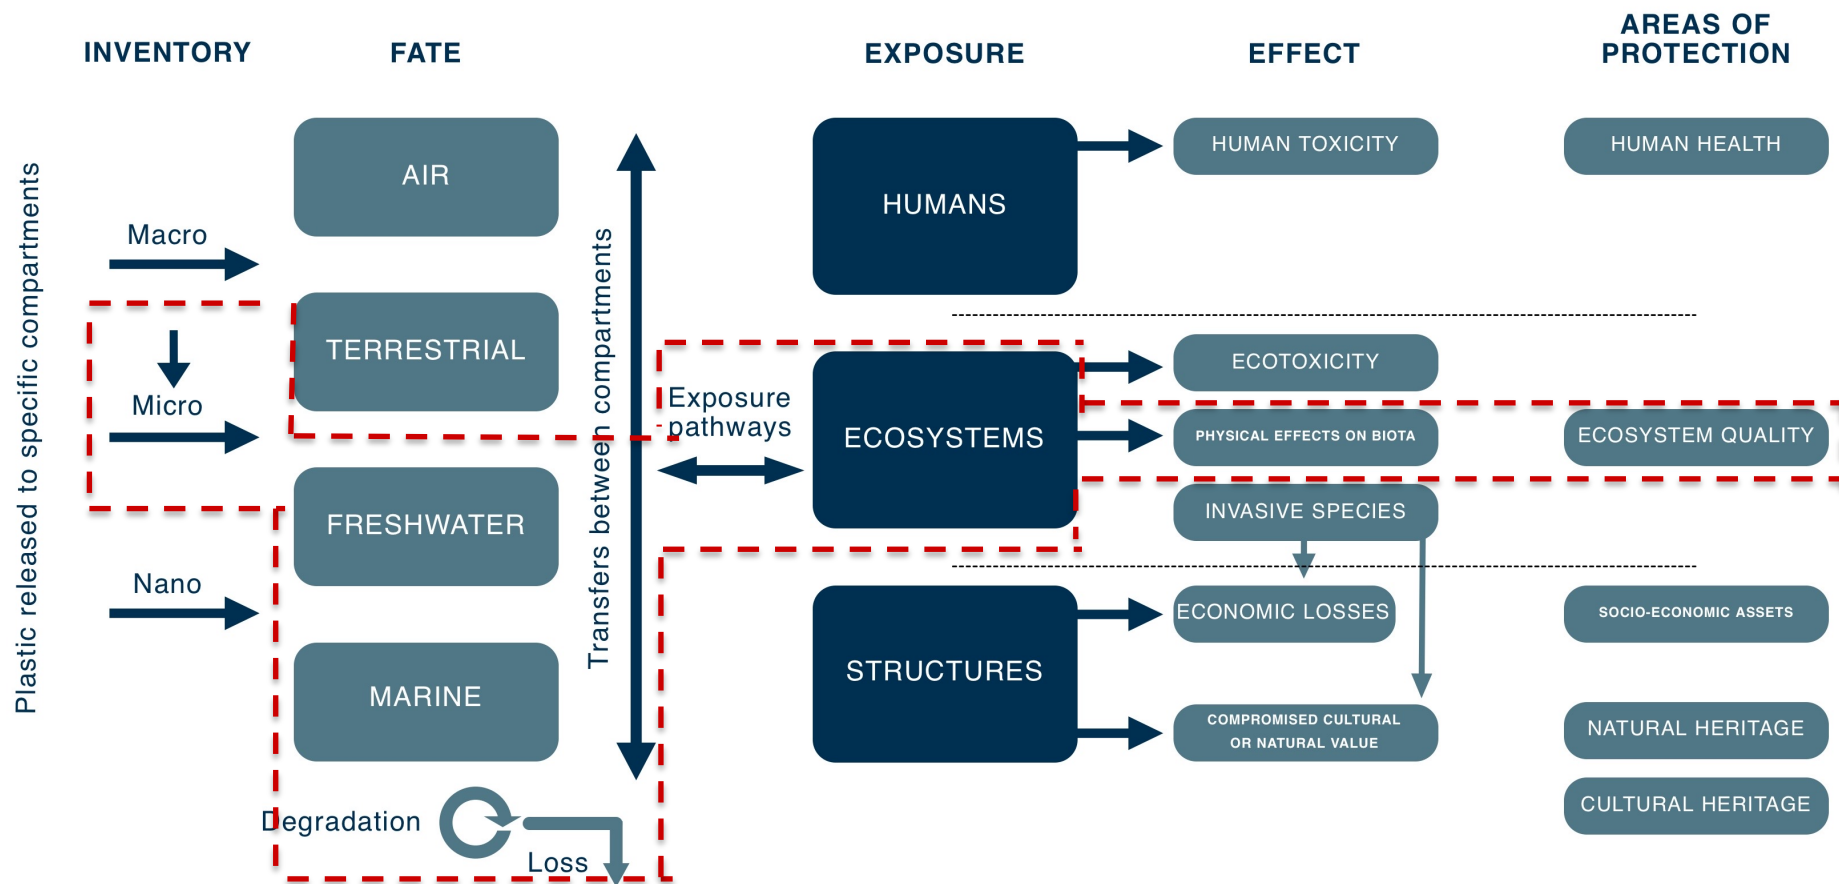 INVENTORY
FATE
EXPOSURE
EFFECT
AREAS OF
PROTECTION
Plastic released to specific compartments
Macro
Micro
Nano
AIR
TERRESTRIAL
FRESHWATER
MARINE
Degradation
Loss
Transfers between compartments
Exposure
pathways
HUMANS
ECOSYSTEMS
STRUCTURES
HUMAN TOXICITY
ECOTOXICITY
PHYSICAL EFFECTS ON BIOTA
INVASIVE SPECIES
ECONOMIC LOSSES
COMPROMISED CULTURAL
OR NATURAL VALUE
HUMAN HEALTH
ECOSYSTEM QUALITY
SOCIO-ECONOMIC ASSETS
NATURAL HERITAGE
CULTURAL HERITAGE